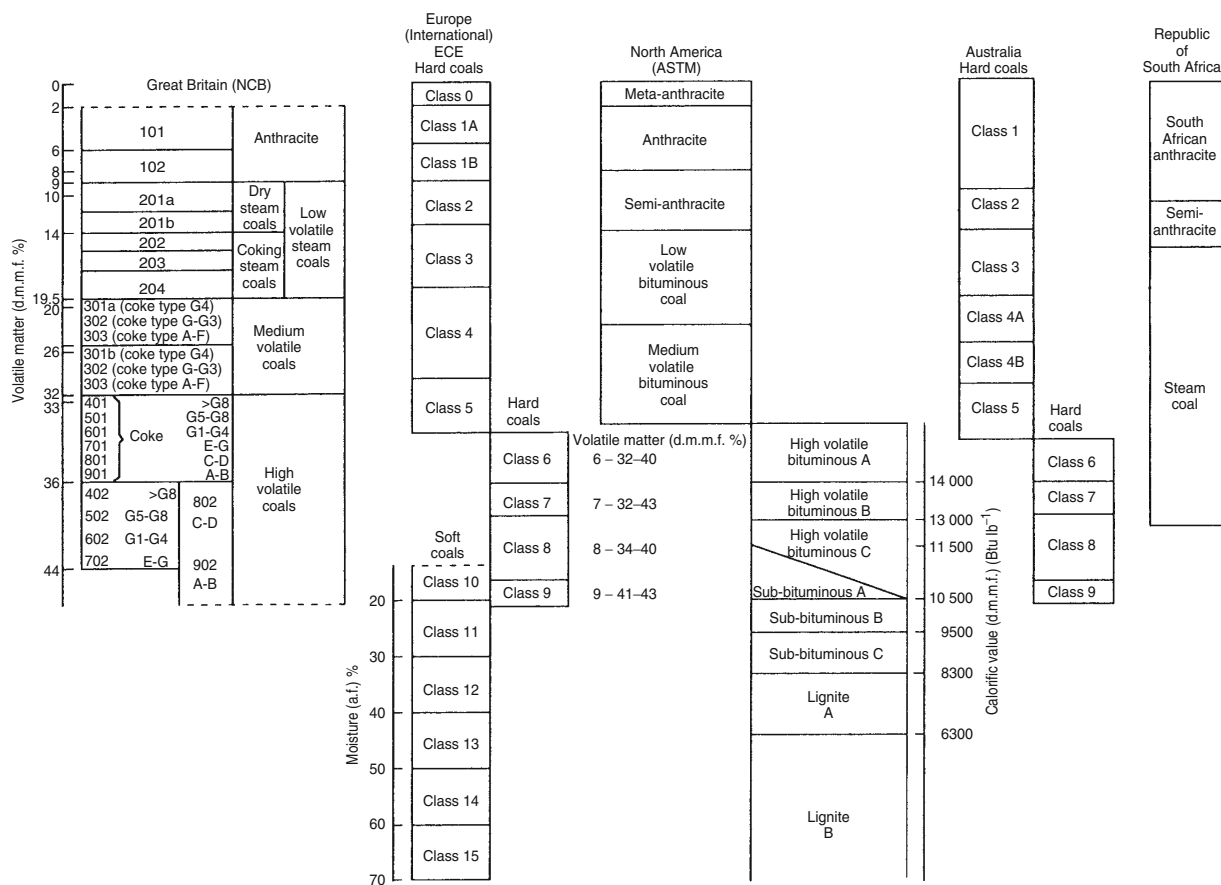 Great Britain (NCB)
Volatile matter (d.m.m.f. %)
0
2
6
8
9
10
14
19.5
20
26
32
33
36
44
101
102
Anthracite
201a
201b
Dry
steam
coals
202
203
204
Coking
steam
coals
Low
volatile
steam
coals
301a (coke type G4)
302 (coke type G-G3)
303 (coke type A-F)
301b (coke type G4)
302 (coke type G-G3)
303 (coke type A-F)
Medium
volatile
coals
401 >G8
501 G5-G8
601 G1-G4
701 E-G
801 C-D
901 A-B
Coke
402 >G8
502 G5-G8
602 G1-G4
702 E-G
802
C-D
902
A-B
High
volatile
coals
Europe
(International)
ECE
Hard coals
Class 0
Class 1A
Class 1B
Class 2
Class 3
Class 4
Class 5
Hard
coals
Class 6
Class 7
Class 8
Class 9
Soft
coals
Class 10
Class 11
Class 12
Class 13
Class 14
Class 15
Moisture (a.f.) %
20
30
40
50
60
70
Volatile matter (d.m.m.f. %)
6 – 32–40
7 – 32–43
8 – 34–40
9 – 41–43
North America
(ASTM)
Meta-anthracite
Anthracite
Semi-anthracite
Low
volatile
bituminous
coal
Medium
volatile
bituminous
coal
High volatile
bituminous A
High volatile
bituminous B
High volatile
bituminous C
Sub-bituminous A
Sub-bituminous B
Sub-bituminous C
Lignite
A
Lignite
B
14 000
13 000
11 500
10 500
9500
8300
6300
Calorific value (d.m.m.f.) (Btu lb⁻¹)
Australia
Hard coals
Class 1
Class 2
Class 3
Class 4A
Class 4B
Class 5
Hard
coals
Class 6
Class 7
Class 8
Class 9
Republic
of
South Africa
South
African
anthracite
Semi-
anthracite
Steam
coal